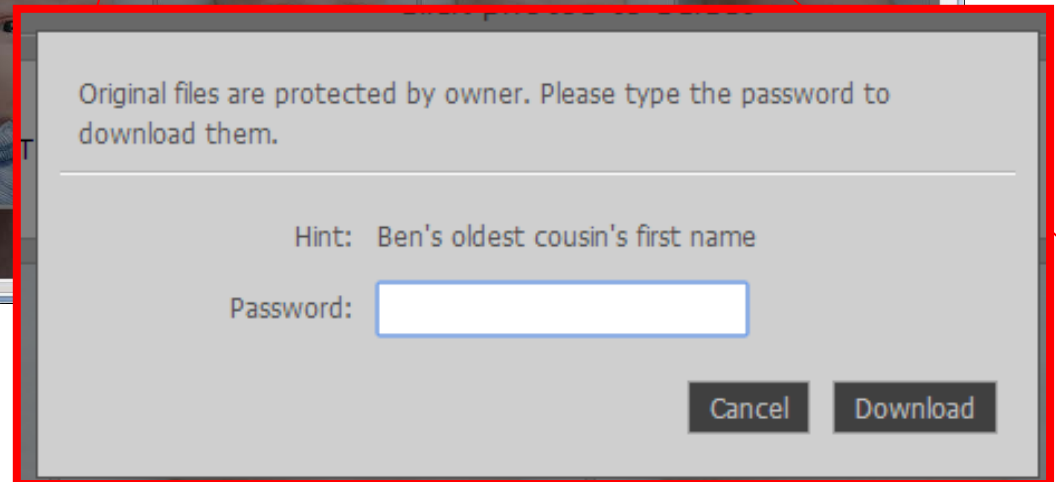 Original files are protected by owner. Please type the password to
download them.
T
Hint: Ben's oldest cousin's first name
Password:
Cancel Download